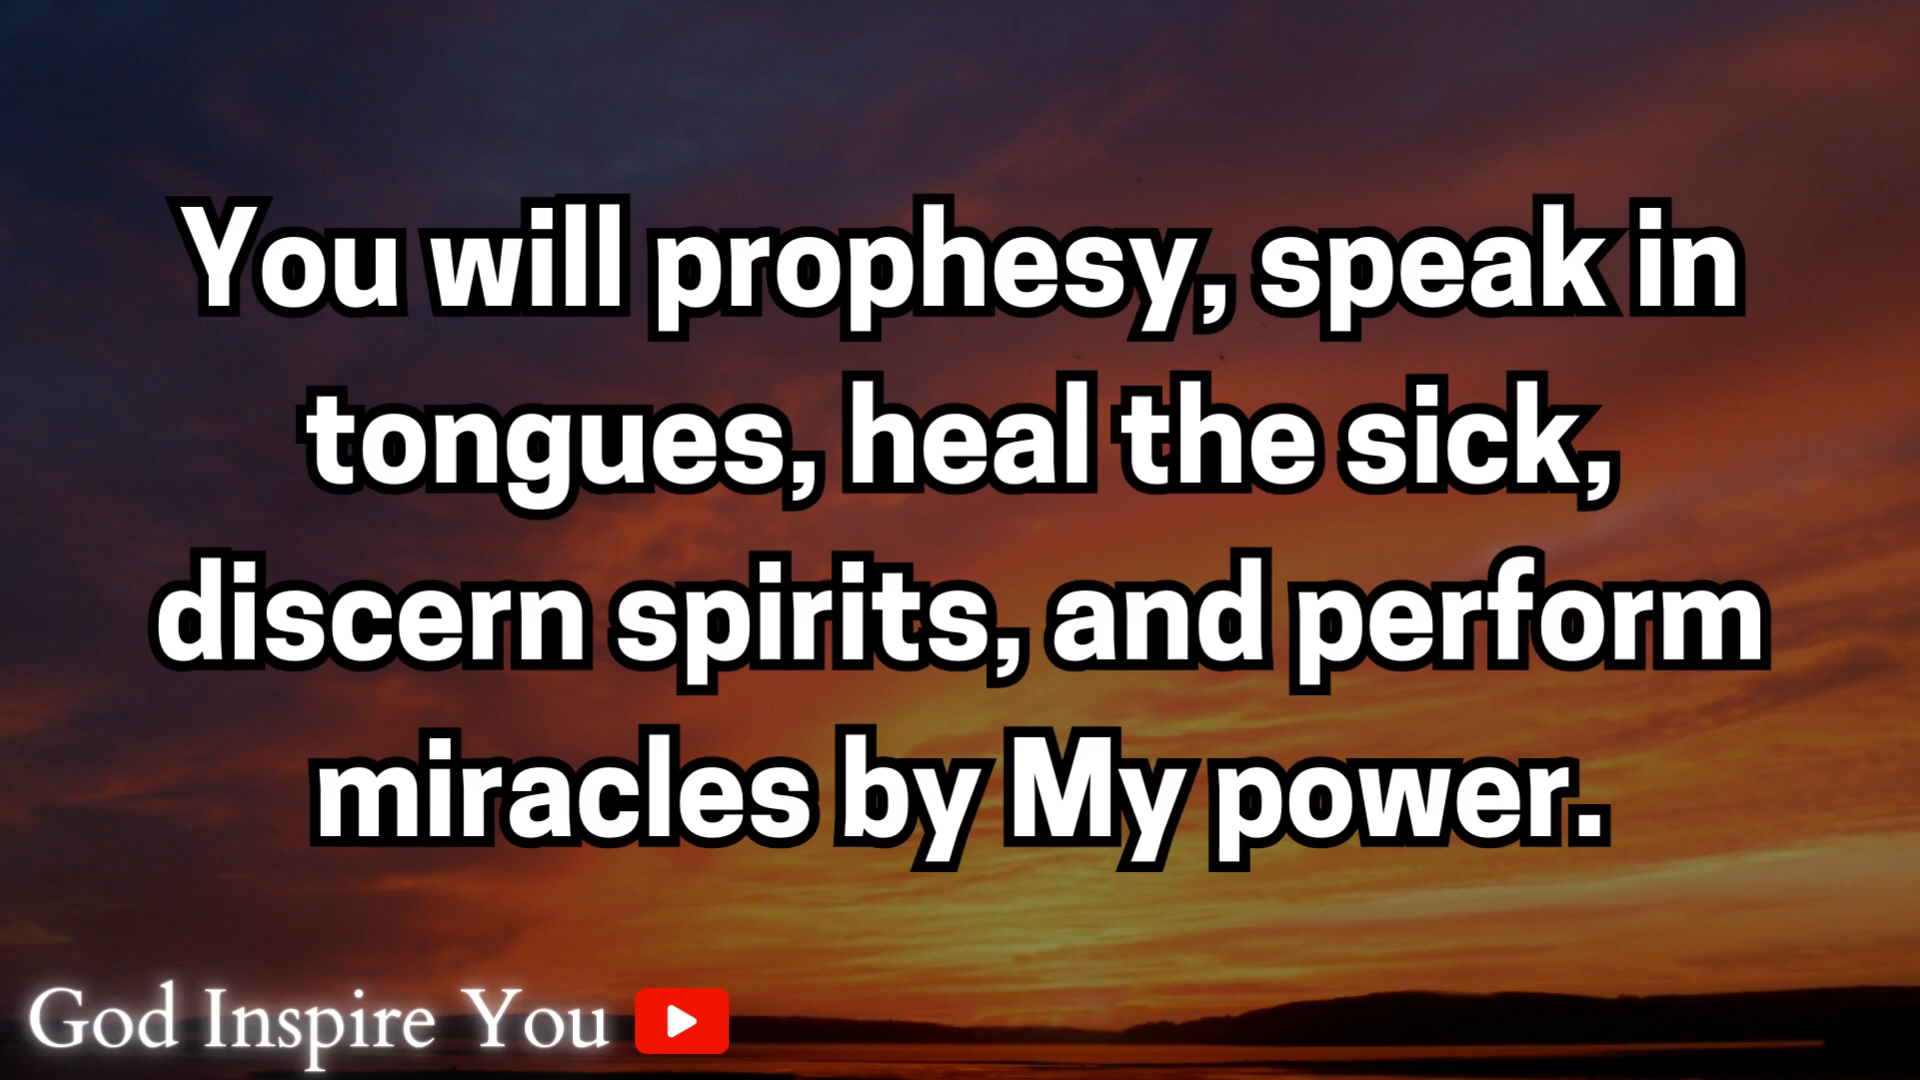 You will prophesy, speak in
tongues, heal the sick,
discern spirits, and perform
miracles by My power.
God Inspire You